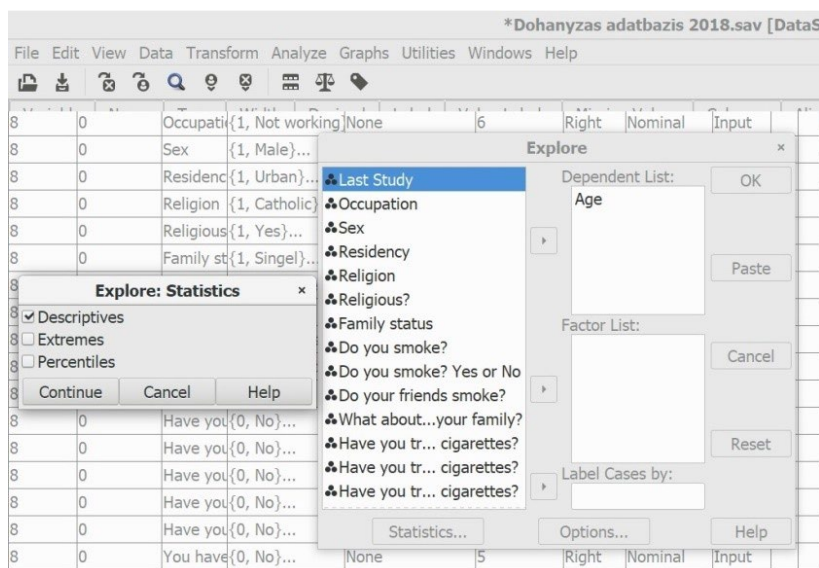 *Dohanyzas adatbazis 2018.sav [DataS
File Edit View Data Transform Analyze Graphs Utilities Windows Help
8 0 Occupatio {1, Not working} None 6 Right Nominal Input
8 0 Sex {1, Male}...
8 0 Residenc {1, Urban}...
8 0 Religion {1, Catholic}
8 0 Religious {1, Yes}...
8 0 Family st {1, Singel}...
8
8
8
8
8
8 0 Have you {0, No}...
8 0 Have you {0, No}...
8 0 Have you {0, No}...
8 0 Have you {0, No}...
8 0 Have you {0, No}...
8 0 You have {0, No}... None 5 Right Nominal Input
Explore ×
Last Study
Occupation
Sex
Residency
Religion
Religious?
Family status
Do you smoke?
Do you smoke? Yes or No
Do your friends smoke?
What about...your family?
Have you tr... cigarettes?
Have you tr... cigarettes?
Have you tr... cigarettes?
Dependent List:
Age
Factor List:
Label Cases by:
OK
Paste
Cancel
Reset
Statistics... Options... Help
Explore: Statistics ×
Descriptives
Extremes
Percentiles
Continue Cancel Help